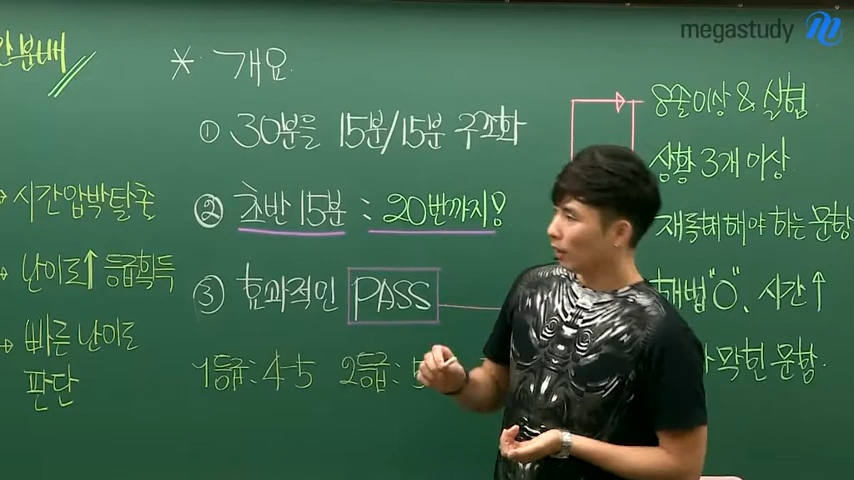 megastudy
간분배
→ 시간압박탈출
→ 난이도↑ 등급획득
→ 빠른 난이도
판단
* 개요.
① 30분을 15분/15분 구조화
② 초반 15분 : 20번까지!
③ 효과적인 PASS
1등급: 4-5 2등급: 5
8줄이상 & 실험
상황 3개 이상
재독해해야 하는 문항
해법"0". 시간↑
막힌 문항.